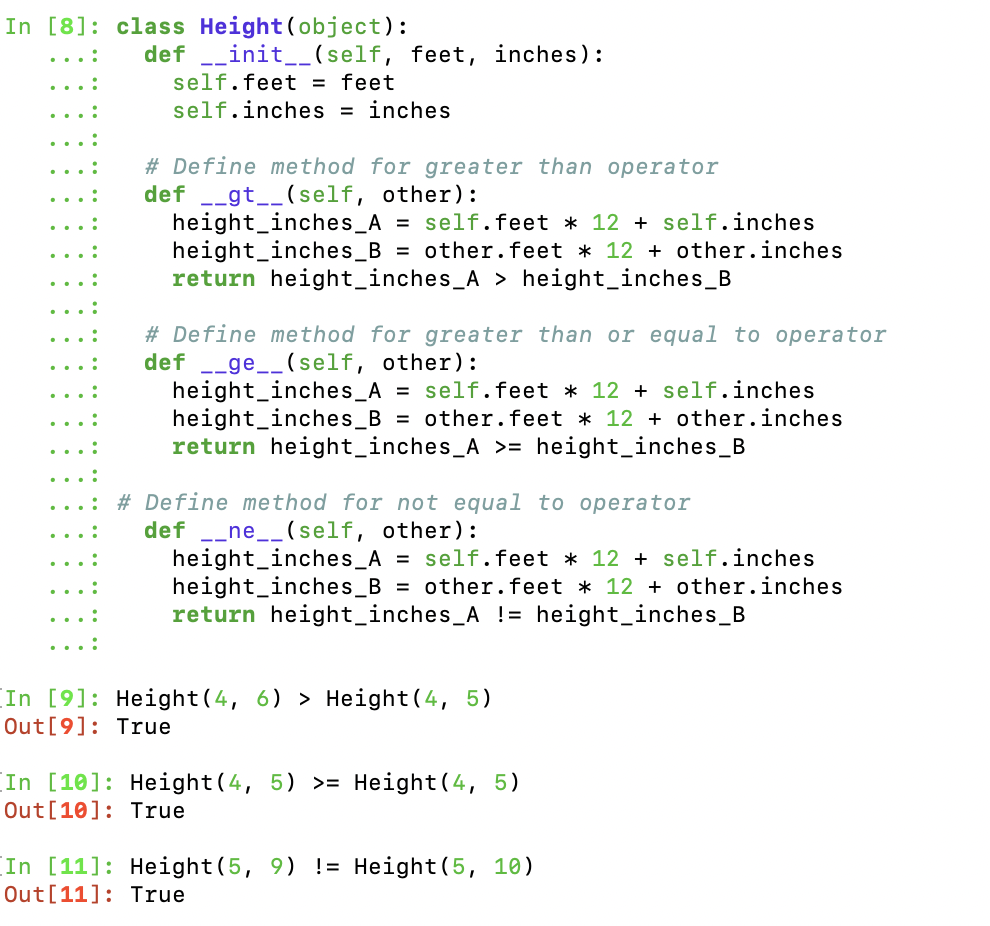 In [8]: class Height(object):
   ...:   def __init__(self, feet, inches):
   ...:     self.feet = feet
   ...:     self.inches = inches
   ...:
   ...:   # Define method for greater than operator
   ...:   def __gt__(self, other):
   ...:     height_inches_A = self.feet * 12 + self.inches
   ...:     height_inches_B = other.feet * 12 + other.inches
   ...:     return height_inches_A > height_inches_B
   ...:
   ...:   # Define method for greater than or equal to operator
   ...:   def __ge__(self, other):
   ...:     height_inches_A = self.feet * 12 + self.inches
   ...:     height_inches_B = other.feet * 12 + other.inches
   ...:     return height_inches_A >= height_inches_B
   ...:
   ...: # Define method for not equal to operator
   ...:   def __ne__(self, other):
   ...:     height_inches_A = self.feet * 12 + self.inches
   ...:     height_inches_B = other.feet * 12 + other.inches
   ...:     return height_inches_A != height_inches_B
   ...:
[In [9]: Height(4, 6) > Height(4, 5)
Out[9]: True
[In [10]: Height(4, 5) >= Height(4, 5)
Out[10]: True
[In [11]: Height(5, 9) != Height(5, 10)
Out[11]: True